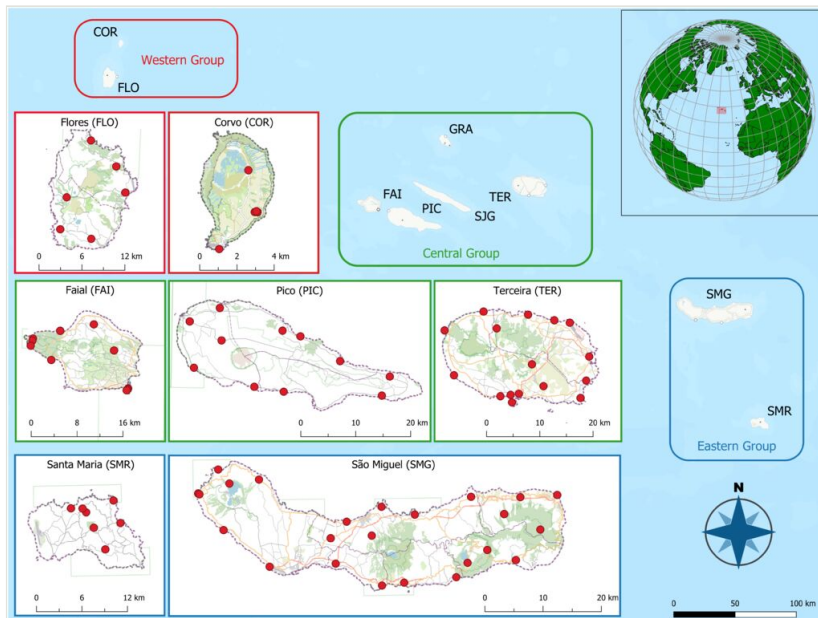 COR
Western Group
FLO
Flores (FLO)
Corvo (COR)
0 6 12 km
0 2 4 km
GRA
FAI
TER
PIC
SJG
Central Group
Faial (FAI)
Pico (PIC)
Terceira (TER)
0 8 16 km
0 10 20 km
0 10 20 km
SMG
SMR
Eastern Group
Santa Maria (SMR)
São Miguel (SMG)
0 6 12 km
0 10 20 km
N
0 50 100 km